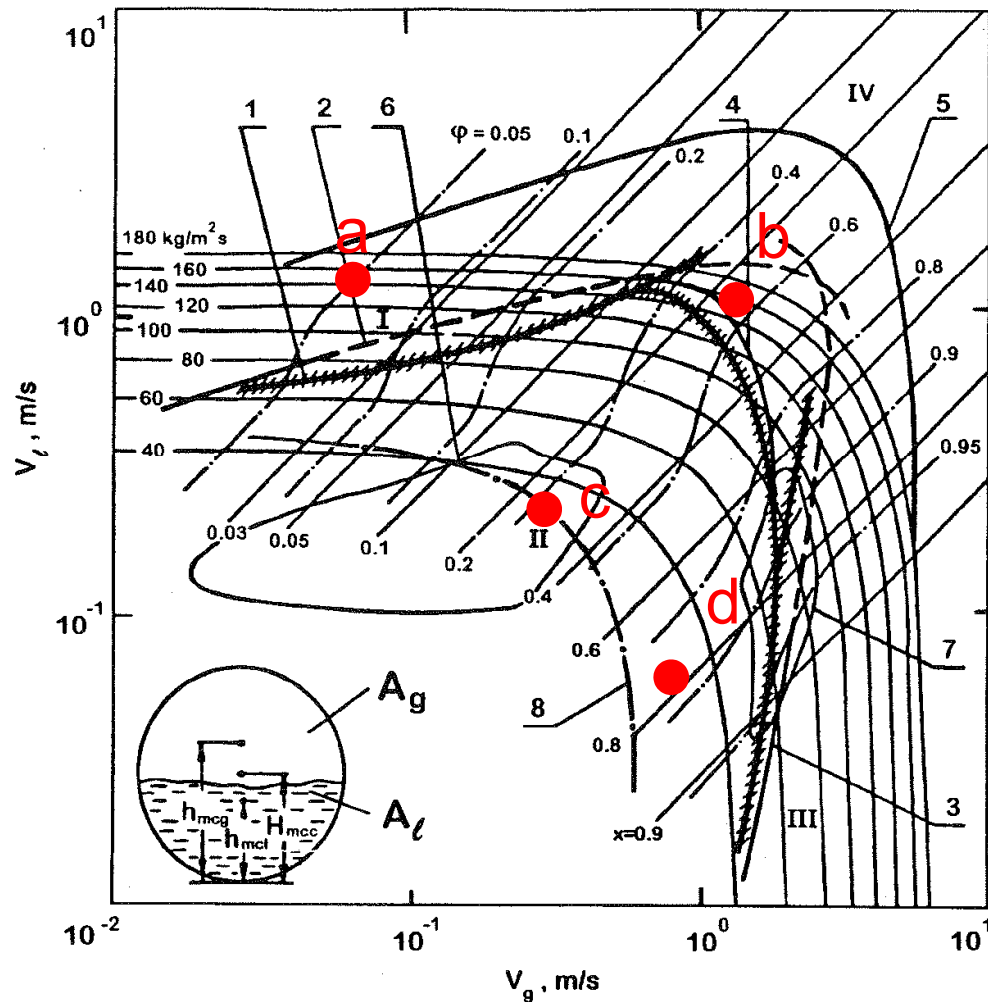 10¹
1
2
6
φ = 0.05
0.1
0.2
4
IV
5
0.4
0.6
a
b
180 kg/m²s
160
140
120
100
80
60
40
I
0.8
0.9
0.95
10⁰
V_ℓ , m/s
0.03
0.05
0.1
0.2
II
c
0.4
d
10⁻¹
0.6
8
0.8
7
A_g
A_ℓ
h_mcg
h_mcl
H_mcc
x=0.9
III
3
10⁻²
10⁻¹
10⁰
10¹
V_g , m/s